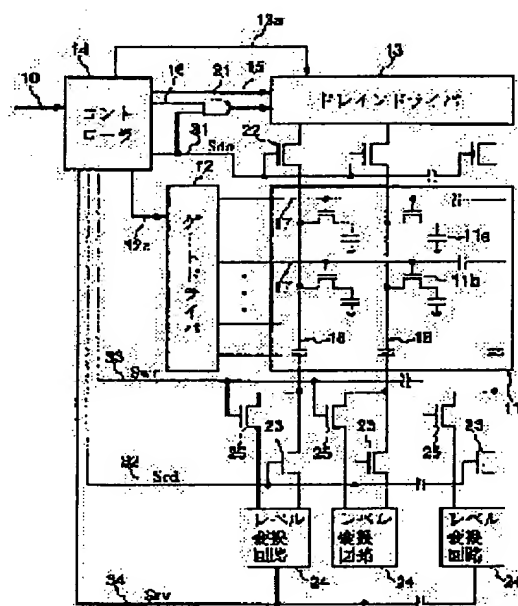 13a
14
13
10
16
21
15
コント
ローラ
ドレインドライバ
31
Sdp
22
12
12a
ゲートドライバ
17
11a
17
11b
18
18
33
Swr
11
25
23
25
23
25
23
32
Srd
レベル
変換
回路
レベル
変換
回路
レベル
変換
回路
24
24
24
34
Srv